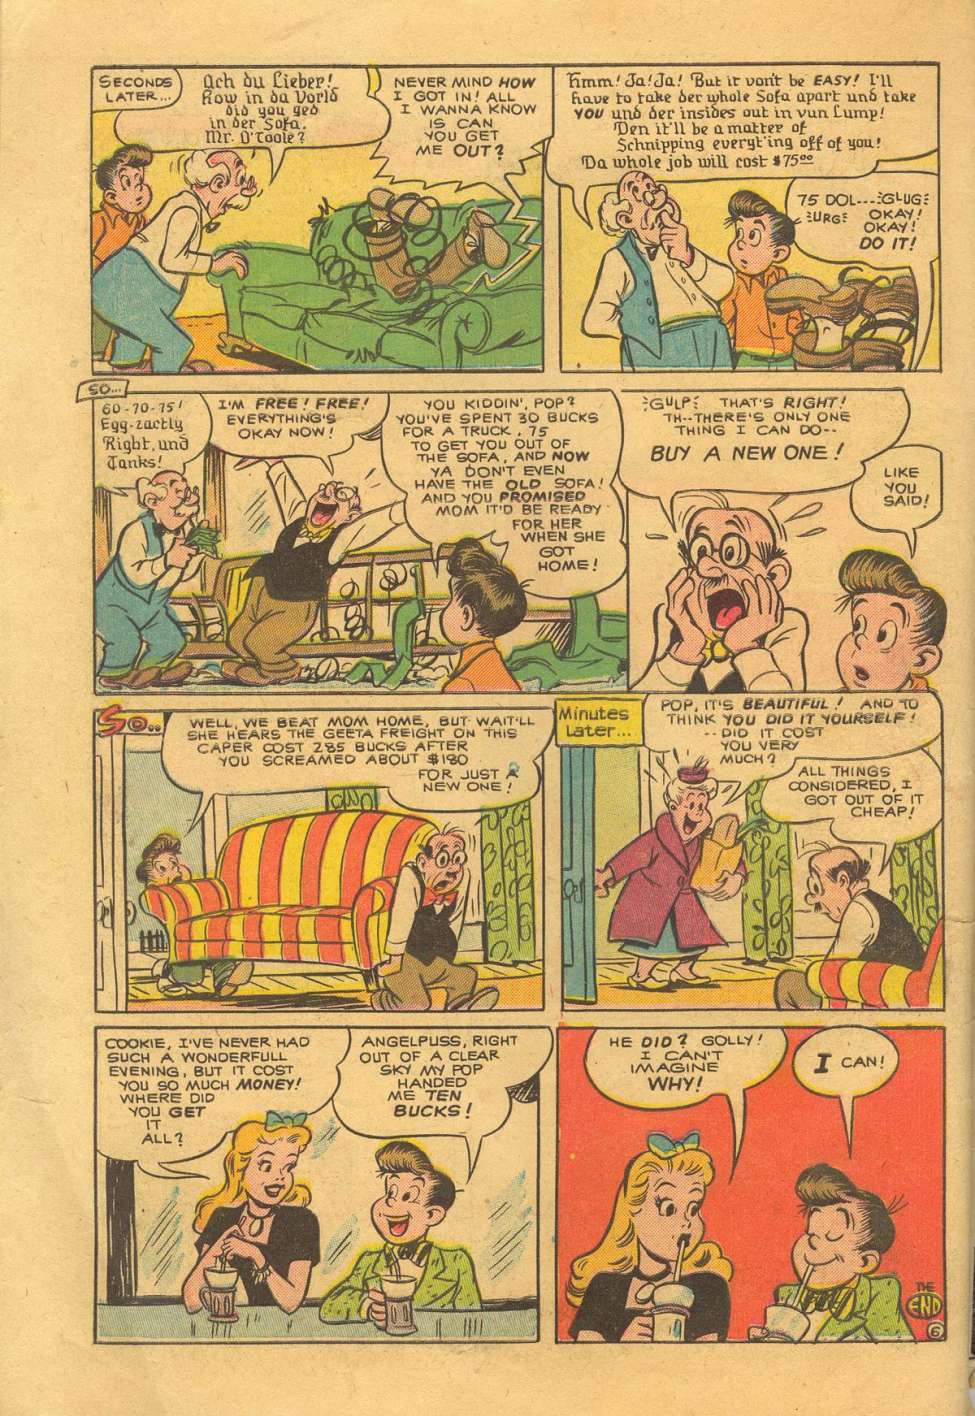 SECONDS
LATER...
Ach du Lieber!
How in da Vorld
did you ged
in der Sofa,
Mr. O'Toole?
NEVER MIND HOW
I GOT IN! ALL
I WANNA KNOW
IS CAN
YOU GET
ME OUT?
Hmm! Ja! Ja! But it von't be EASY! I'll
have to take der whole Sofa apart und take
YOU und der insides out in vun Lump!
Den it'll be a matter of
Schnipping everyt'ing off of you!
Da whole job will cost $75.00
75 DOL---GLUG
URG OKAY!
OKAY!
DO IT!
SO...
60-70-75!
Egg-zactly
Right, und
Tanks!
I'M FREE! FREE!
EVERYTHING'S
OKAY NOW!
YOU KIDDIN', POP?
YOU'VE SPENT 30 BUCKS
FOR A TRUCK, 75
TO GET YOU OUT OF
THE SOFA, AND NOW
YA DON'T EVEN
HAVE THE OLD SOFA!
AND YOU PROMISED
MOM IT'D BE READY
FOR HER
WHEN SHE
GOT
HOME!
GULP THAT'S RIGHT!
TH--THERE'S ONLY ONE
THING I CAN DO--
BUY A NEW ONE!
LIKE
YOU
SAID!
SO..
WELL, WE BEAT MOM HOME, BUT WAIT'LL
SHE HEARS THE GEETA FREIGHT ON THIS
CAPER COST 285 BUCKS AFTER
YOU SCREAMED ABOUT $180
FOR JUST A
NEW ONE!
Minutes
Later...
POP, IT'S BEAUTIFUL! AND TO
THINK YOU DID IT YOURSELF!
--DID IT COST
YOU VERY
MUCH?
ALL THINGS
CONSIDERED, I
GOT OUT OF IT
CHEAP!
COOKIE, I'VE NEVER HAD
SUCH A WONDERFULL
EVENING, BUT IT COST
YOU SO MUCH MONEY!
WHERE DID
YOU GET
IT
ALL?
ANGELPUSS, RIGHT
OUT OF A CLEAR
SKY MY POP
HANDED
ME TEN
BUCKS!
HE DID? GOLLY!
I CAN'T
IMAGINE
WHY!
I CAN!
THE
END
6